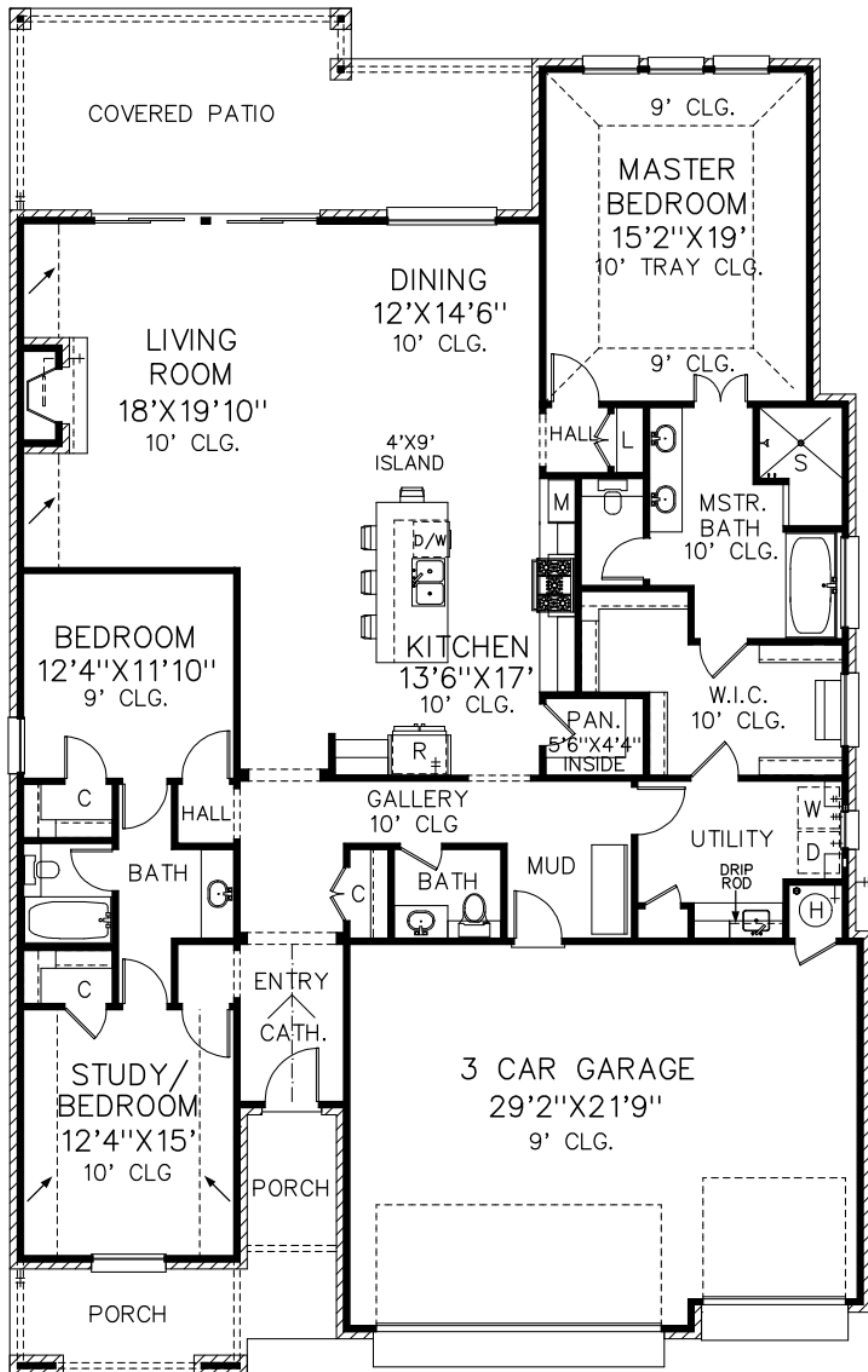 COVERED PATIO
9' CLG.
MASTER
BEDROOM
15'2"X19'
10' TRAY CLG.
9' CLG.
DINING
12'X14'6"
10' CLG.
LIVING
ROOM
18'X19'10"
10' CLG.
HALL
L
S
4'X9'
ISLAND
M
D/W
MSTR.
BATH
10' CLG.
BEDROOM
12'4"X11'10"
9' CLG.
KITCHEN
13'6"X17'
10' CLG.
W.I.C.
10' CLG.
PAN.
5'6"X4'4"
INSIDE
R
C
HALL
GALLERY
10' CLG
W
UTILITY
D
BATH
C
BATH
MUD
DRIP
ROD
H
C
ENTRY
CATH.
STUDY/
BEDROOM
12'4"X15'
10' CLG
3 CAR GARAGE
29'2"X21'9"
9' CLG.
PORCH
PORCH